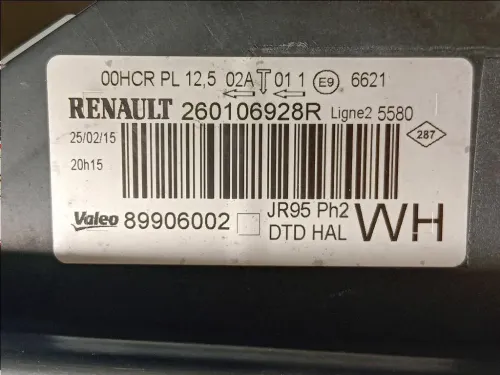 00HCR PL 12,5 02A 01 1 E9 6621
RENAULT 260106928R Ligne2 5580
25/02/15
20h15
287
Valeo 89906002 JR95 Ph2
DTD HAL WH